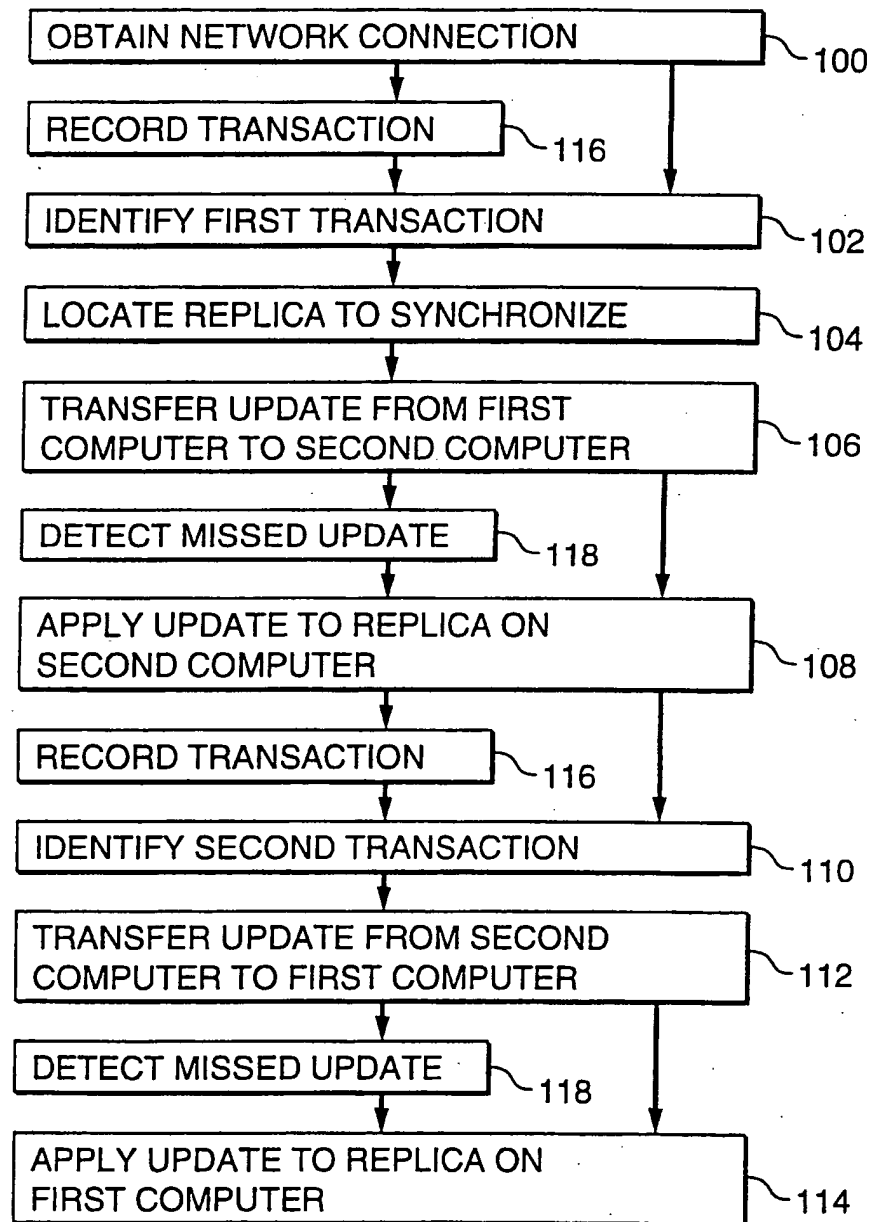 OBTAIN NETWORK CONNECTION
100
RECORD TRANSACTION
116
IDENTIFY FIRST TRANSACTION
102
LOCATE REPLICA TO SYNCHRONIZE
104
TRANSFER UPDATE FROM FIRST
COMPUTER TO SECOND COMPUTER
106
DETECT MISSED UPDATE
118
APPLY UPDATE TO REPLICA ON
SECOND COMPUTER
108
RECORD TRANSACTION
116
IDENTIFY SECOND TRANSACTION
110
TRANSFER UPDATE FROM SECOND
COMPUTER TO FIRST COMPUTER
112
DETECT MISSED UPDATE
118
APPLY UPDATE TO REPLICA ON
FIRST COMPUTER
114